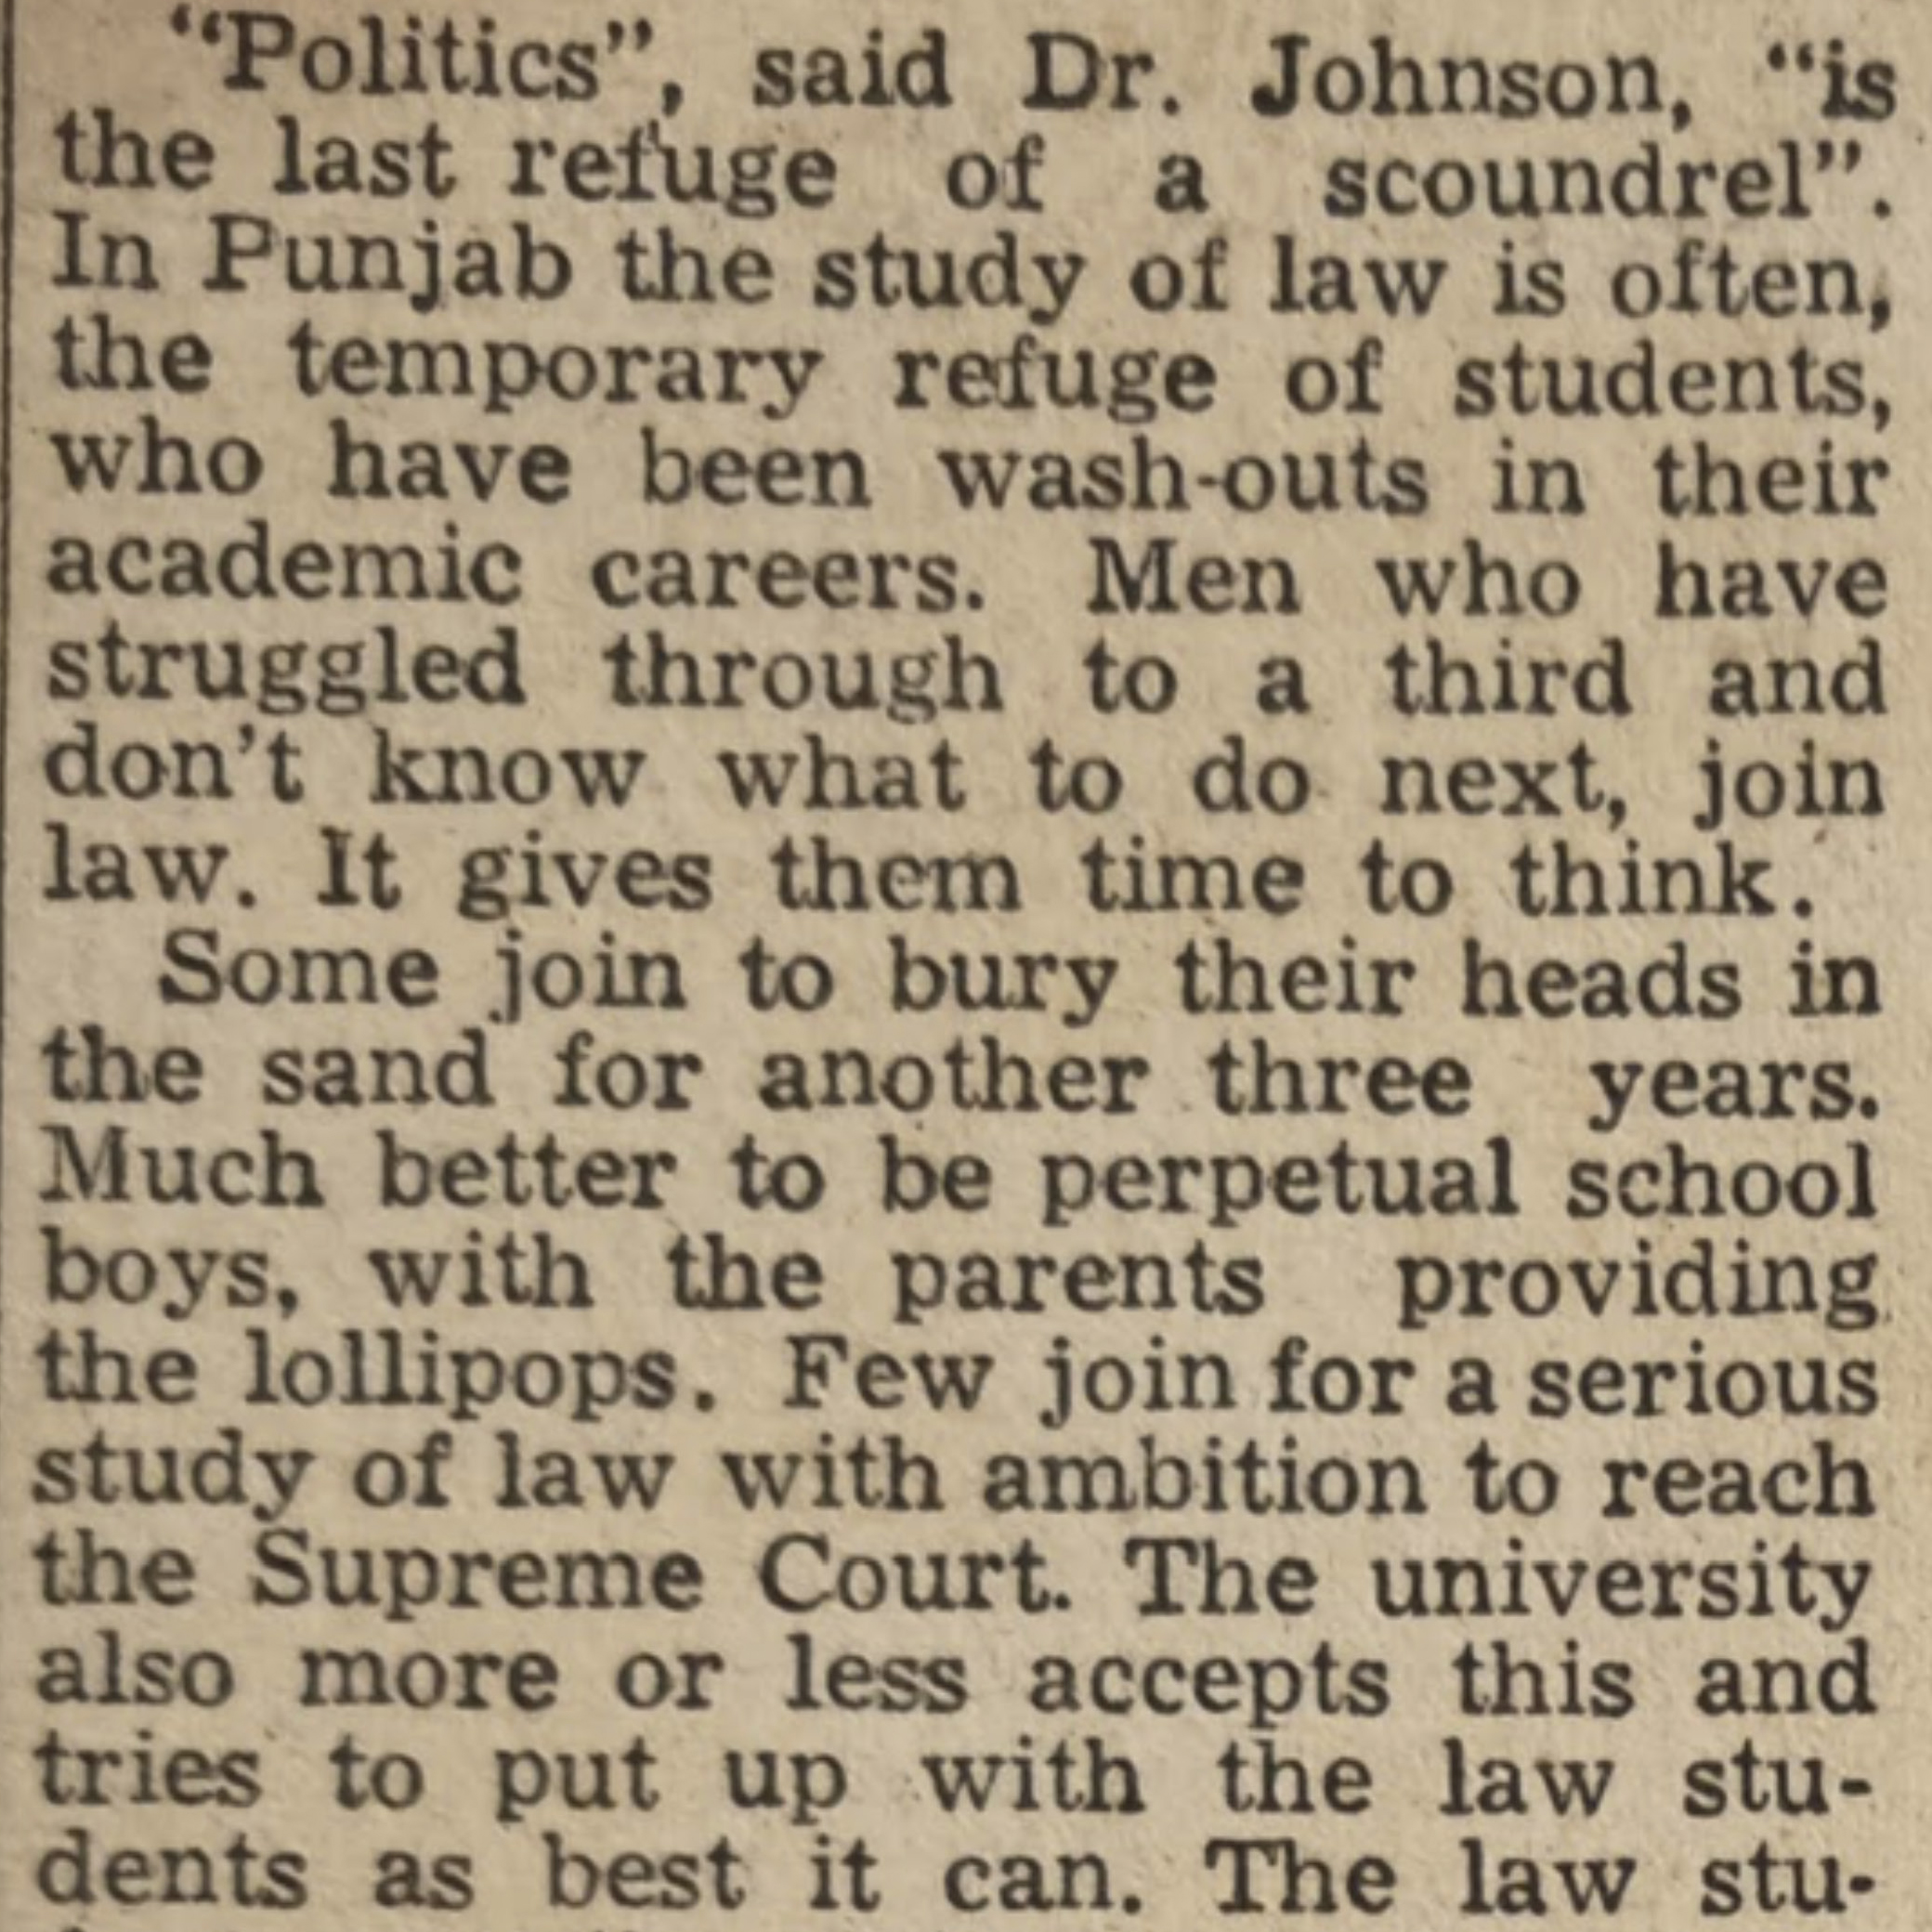 "Politics", said Dr. Johnson, "is
the last refuge of a scoundrel".
In Punjab the study of law is often,
the temporary refuge of students,
who have been wash-outs in their
academic careers. Men who have
struggled through to a third and
don't know what to do next, join
law. It gives them time to think.
Some join to bury their heads in
the sand for another three years.
Much better to be perpetual school
boys, with the parents providing
the lollipops. Few join for a serious
study of law with ambition to reach
the Supreme Court. The university
also more or less accepts this and
tries to put up with the law stu-
dents as best it can. The law stu-